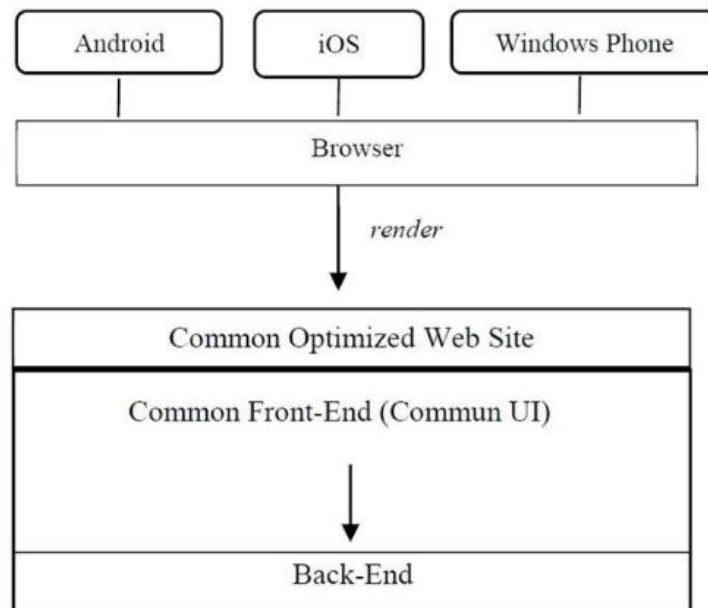 Android
iOS
Windows Phone
Browser
render
Common Optimized Web Site
Common Front-End (Commun UI)
Back-End